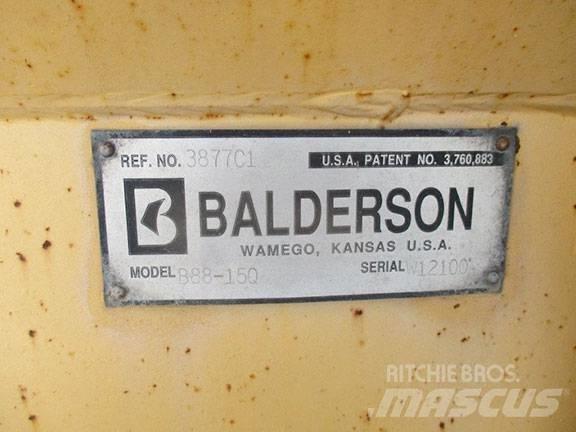 REF. NO. 3877C1
U.S.A. PATENT NO. 3,760,883
B BALDERSON
WAMEGO, KANSAS U.S.A.
MODEL B88-15Q
SERIAL W12100
RITCHIE BROS.
MASCUS